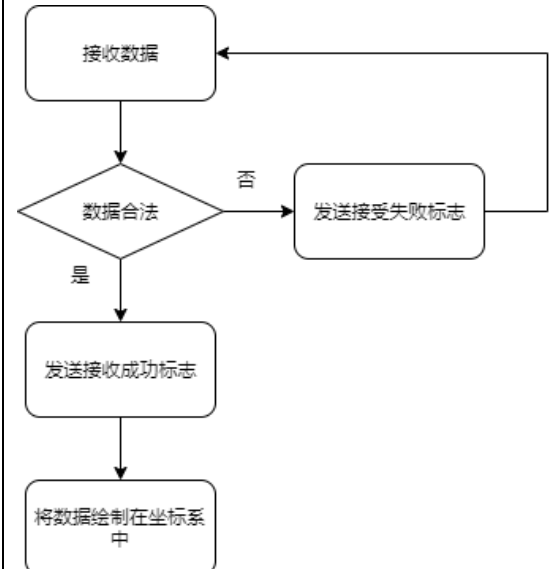 接收数据
否
数据合法
发送接受失败标志
是
发送接收成功标志
将数据绘制在坐标系
中